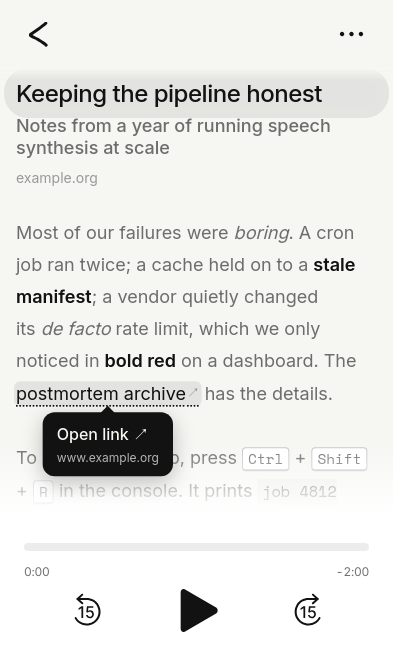 Keeping the pipeline honest
Notes from a year of running speech
synthesis at scale
example.org
Most of our failures were boring. A cron
job ran twice; a cache held on to a stale
manifest; a vendor quietly changed
its de facto rate limit, which we only
noticed in bold red on a dashboard. The
postmortem archive↗ has the details.
Open link ↗
www.example.org
To , press Ctrl + Shift
+ R in the console. It prints job 4812
0:00
-2:00
15
15